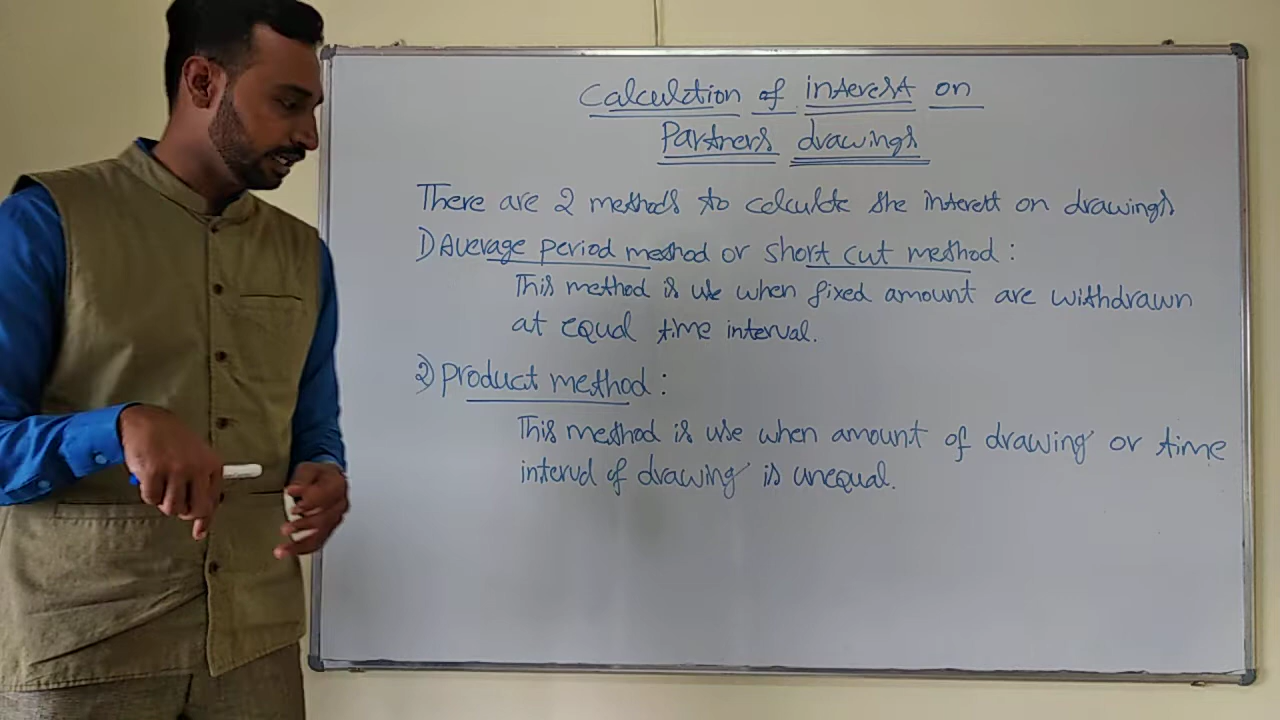 Calculation of interest on
Partners drawings
There are 2 methods to calculate the interest on drawings
1) Average period method or short cut method :
This method is use when fixed amount are withdrawn
at equal time interval.
2) Product method :
This method is use when amount of drawing or time
interval of drawing is unequal.